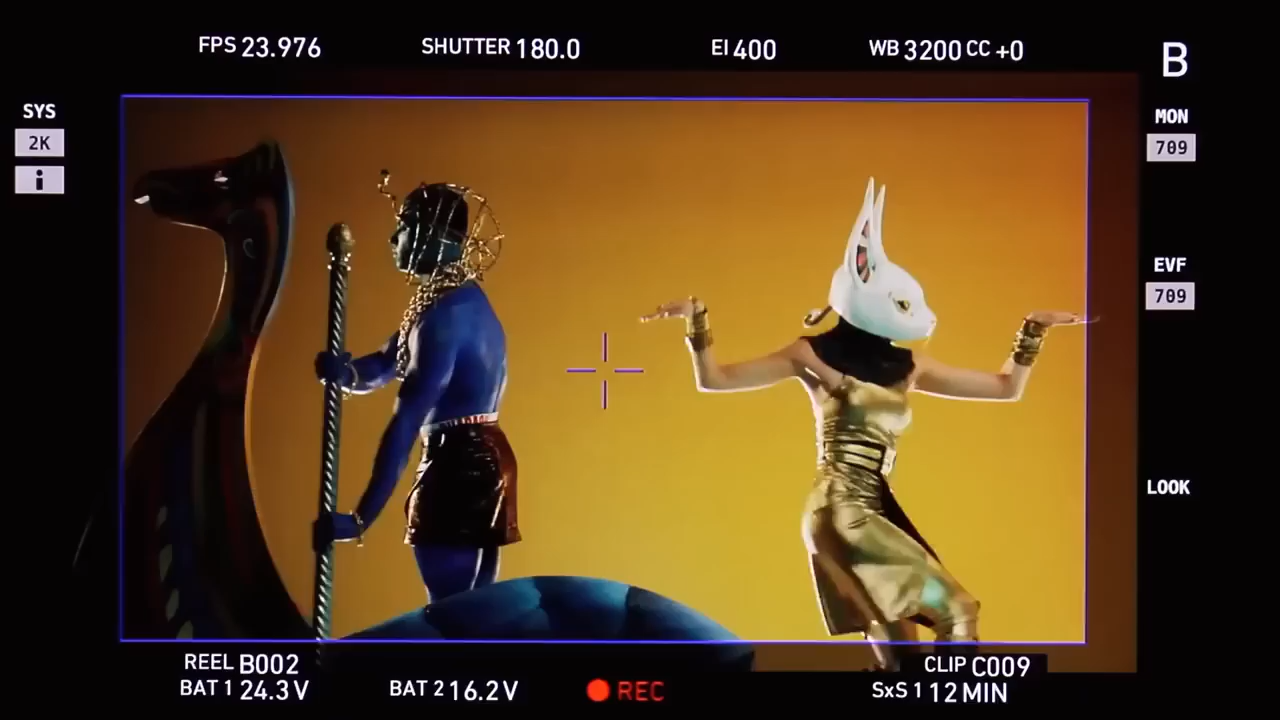 FPS 23.976 SHUTTER 180.0 EI 400 WB 3200 CC +0
B
SYS
2K
i
MON
709
EVF
709
LOOK
REEL B002 CLIP C009
BAT 1 24.3 V BAT 2 16.2 V REC SxS 1 12 MIN